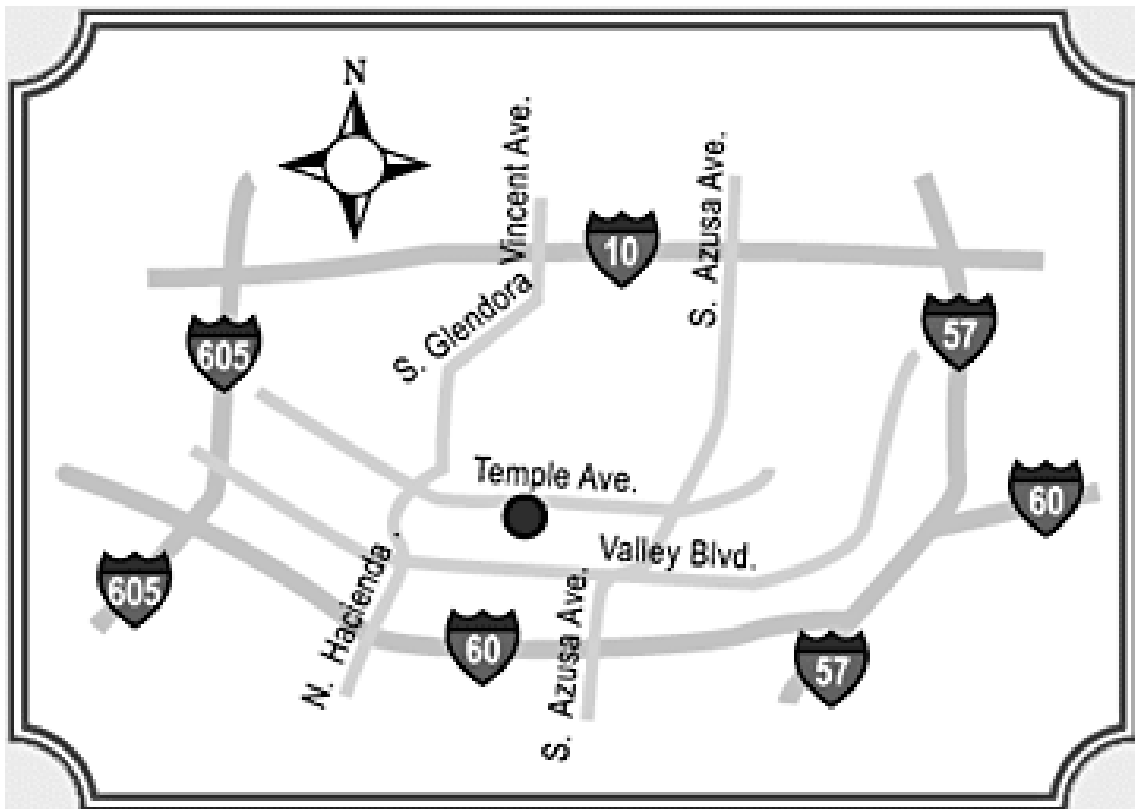 N
Vincent Ave.
S. Azusa Ave.
10
S. Glendora
605
57
Temple Ave.
60
Valley Blvd.
605
N. Hacienda
60
S. Azusa Ave.
57